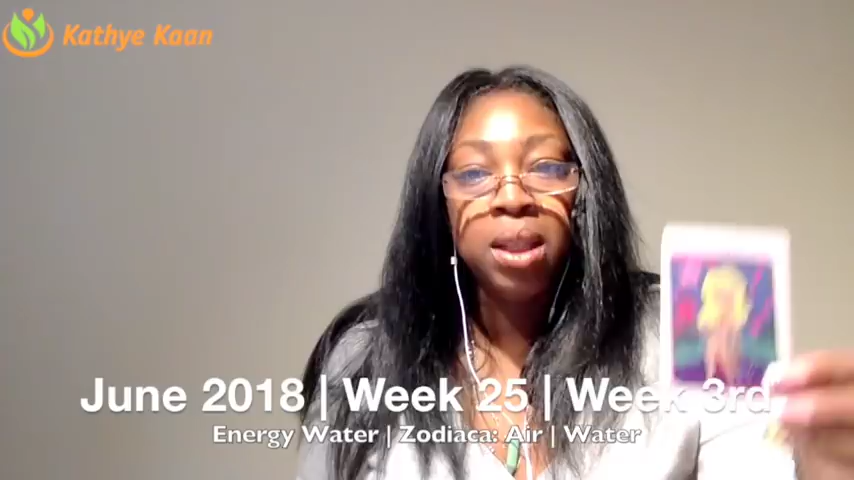 Kathye Kaan
June 2018 | Week 25 | Week 3rd
Energy Water | Zodiaca: Air | Water